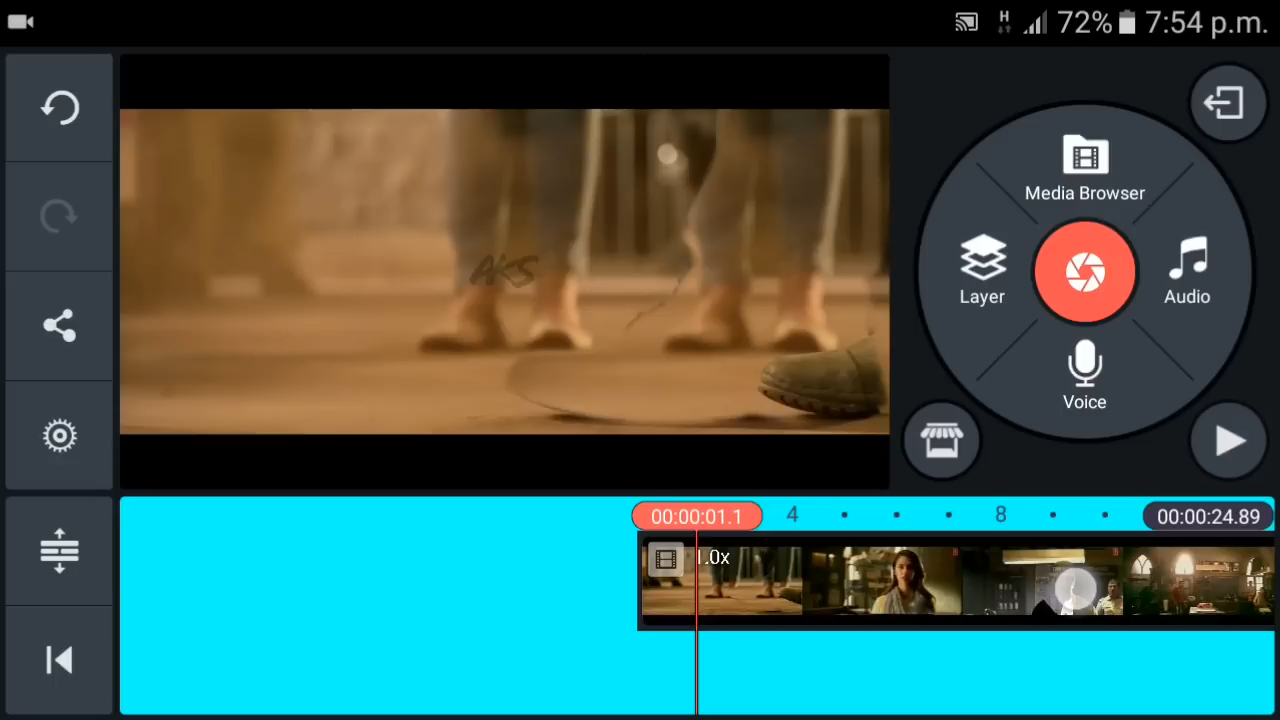 H 72% 7:54 p.m.
Media Browser
Layer
Audio
Voice
AKS
00:00:01.1 4 8 00:00:24.89
1.0x